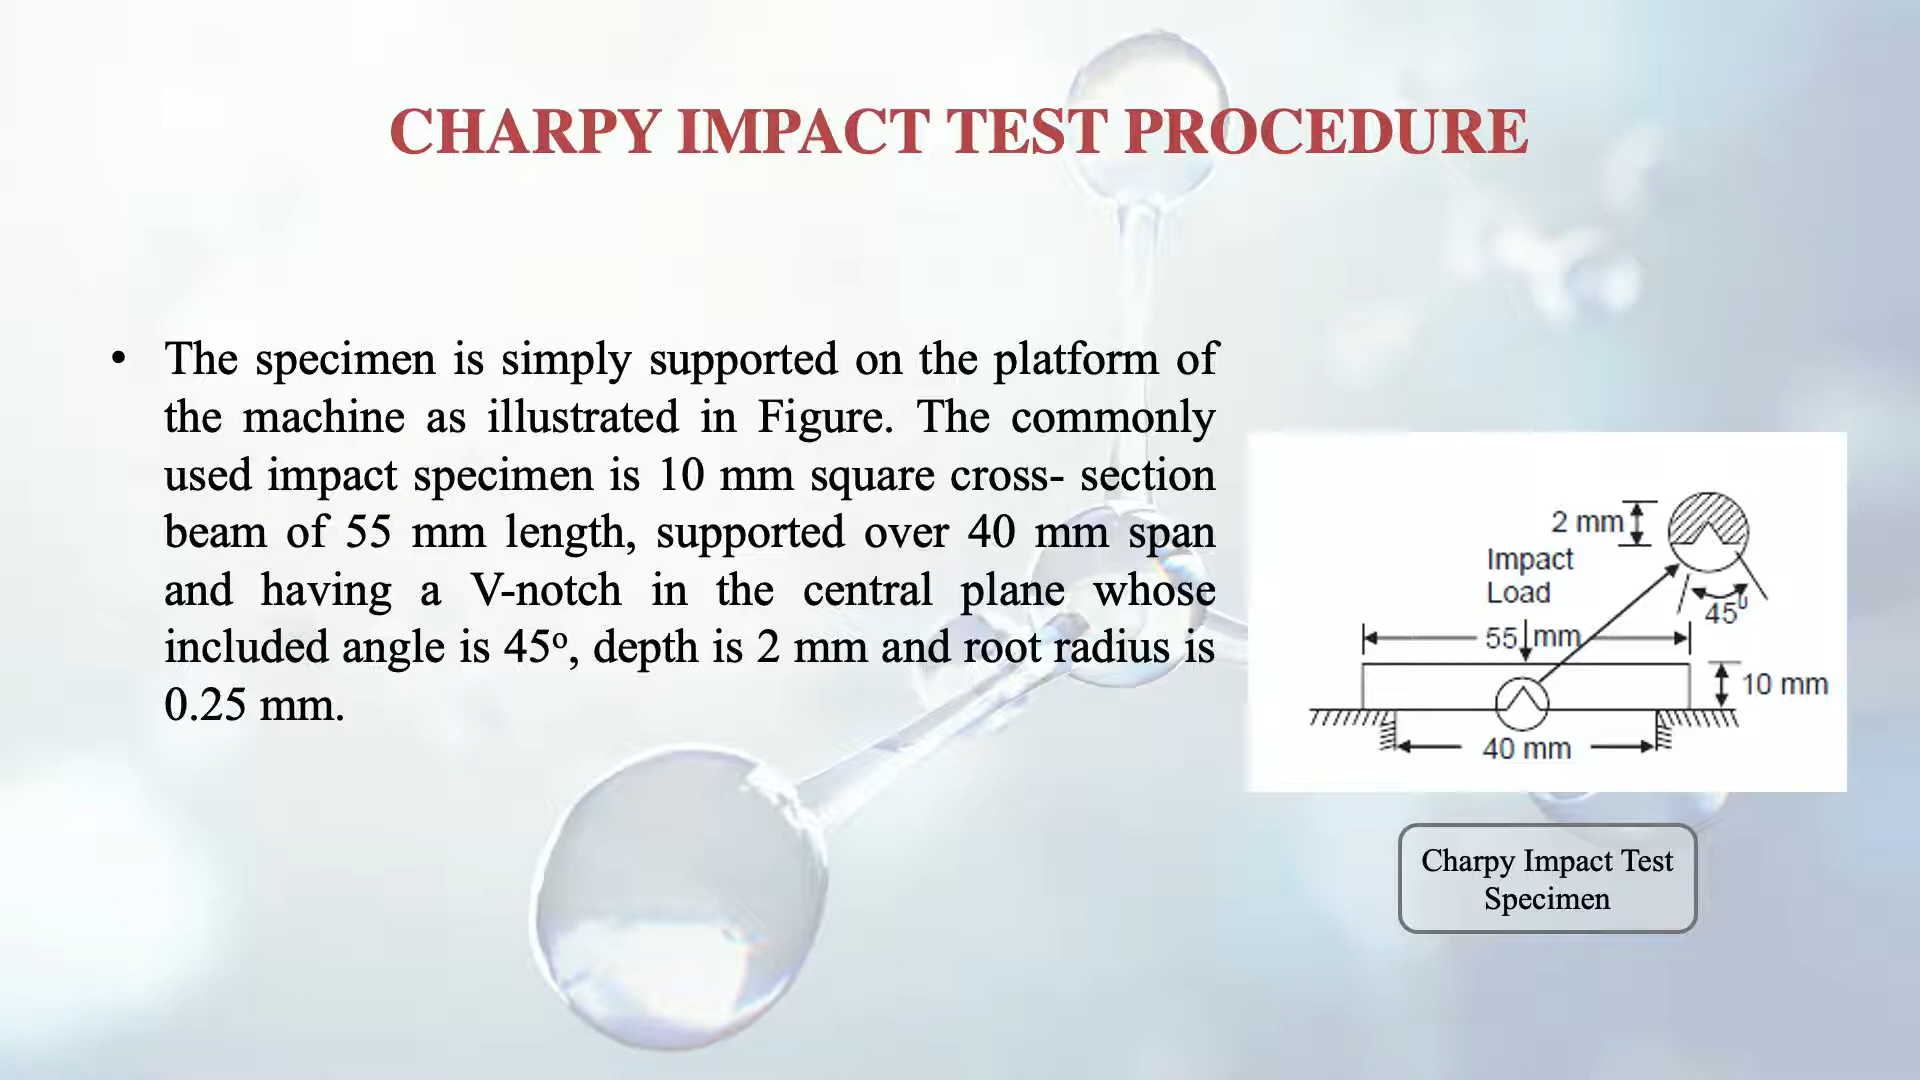 CHARPY IMPACT TEST PROCEDURE
• The specimen is simply supported on the platform of
the machine as illustrated in Figure. The commonly
used impact specimen is 10 mm square cross- section
beam of 55 mm length, supported over 40 mm span
and having a V-notch in the central plane whose
included angle is 45º, depth is 2 mm and root radius is
0.25 mm.
2 mm
Impact
Load
45⁰
55 mm
10 mm
40 mm
Charpy Impact Test
Specimen